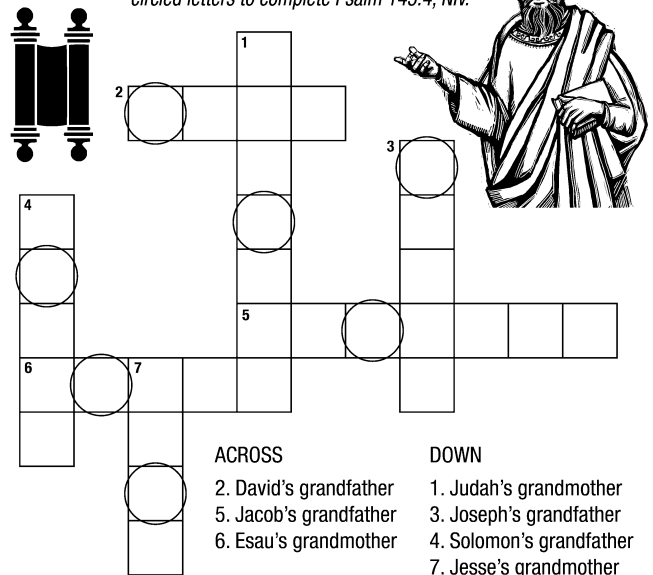 circled letters to complete Psalm 145:4, NIV.
1
2
3
4
5
6 7
ACROSS
2. David's grandfather
5. Jacob's grandfather
6. Esau's grandmother
DOWN
1. Judah's grandmother
3. Joseph's grandfather
4. Solomon's grandfather
7. Jesse's grandmother